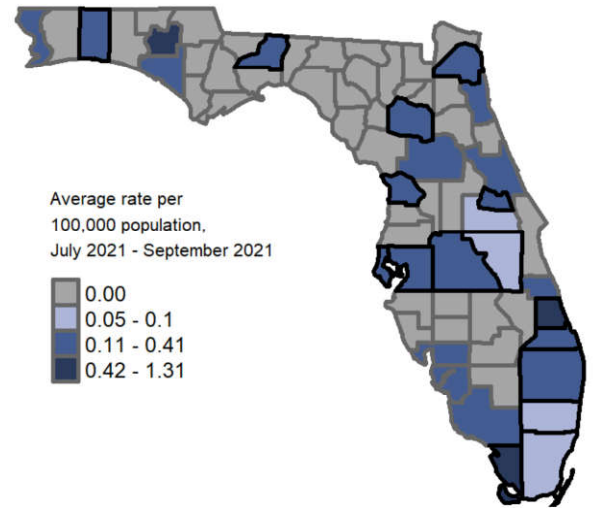 Average rate per
100,000 population,
July 2021 - September 2021
0.00
0.05 - 0.1
0.11 - 0.41
0.42 - 1.31